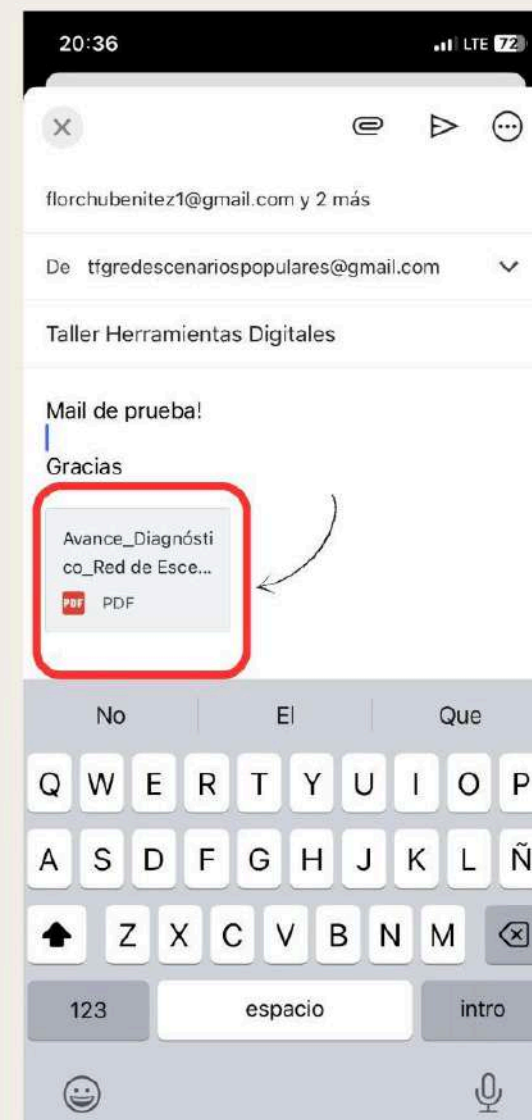 20:36 LTE 72
florchubenitez1@gmail.com y 2 más
De tfgredescenariospopulares@gmail.com
Taller Herramientas Digitales
Mail de prueba!
Gracias
Avance_Diagnósti
co_Red de Esce...
PDF PDF
No El Que
Q W E R T Y U I O P
A S D F G H J K L Ñ
Z X C V B N M
123 espacio intro